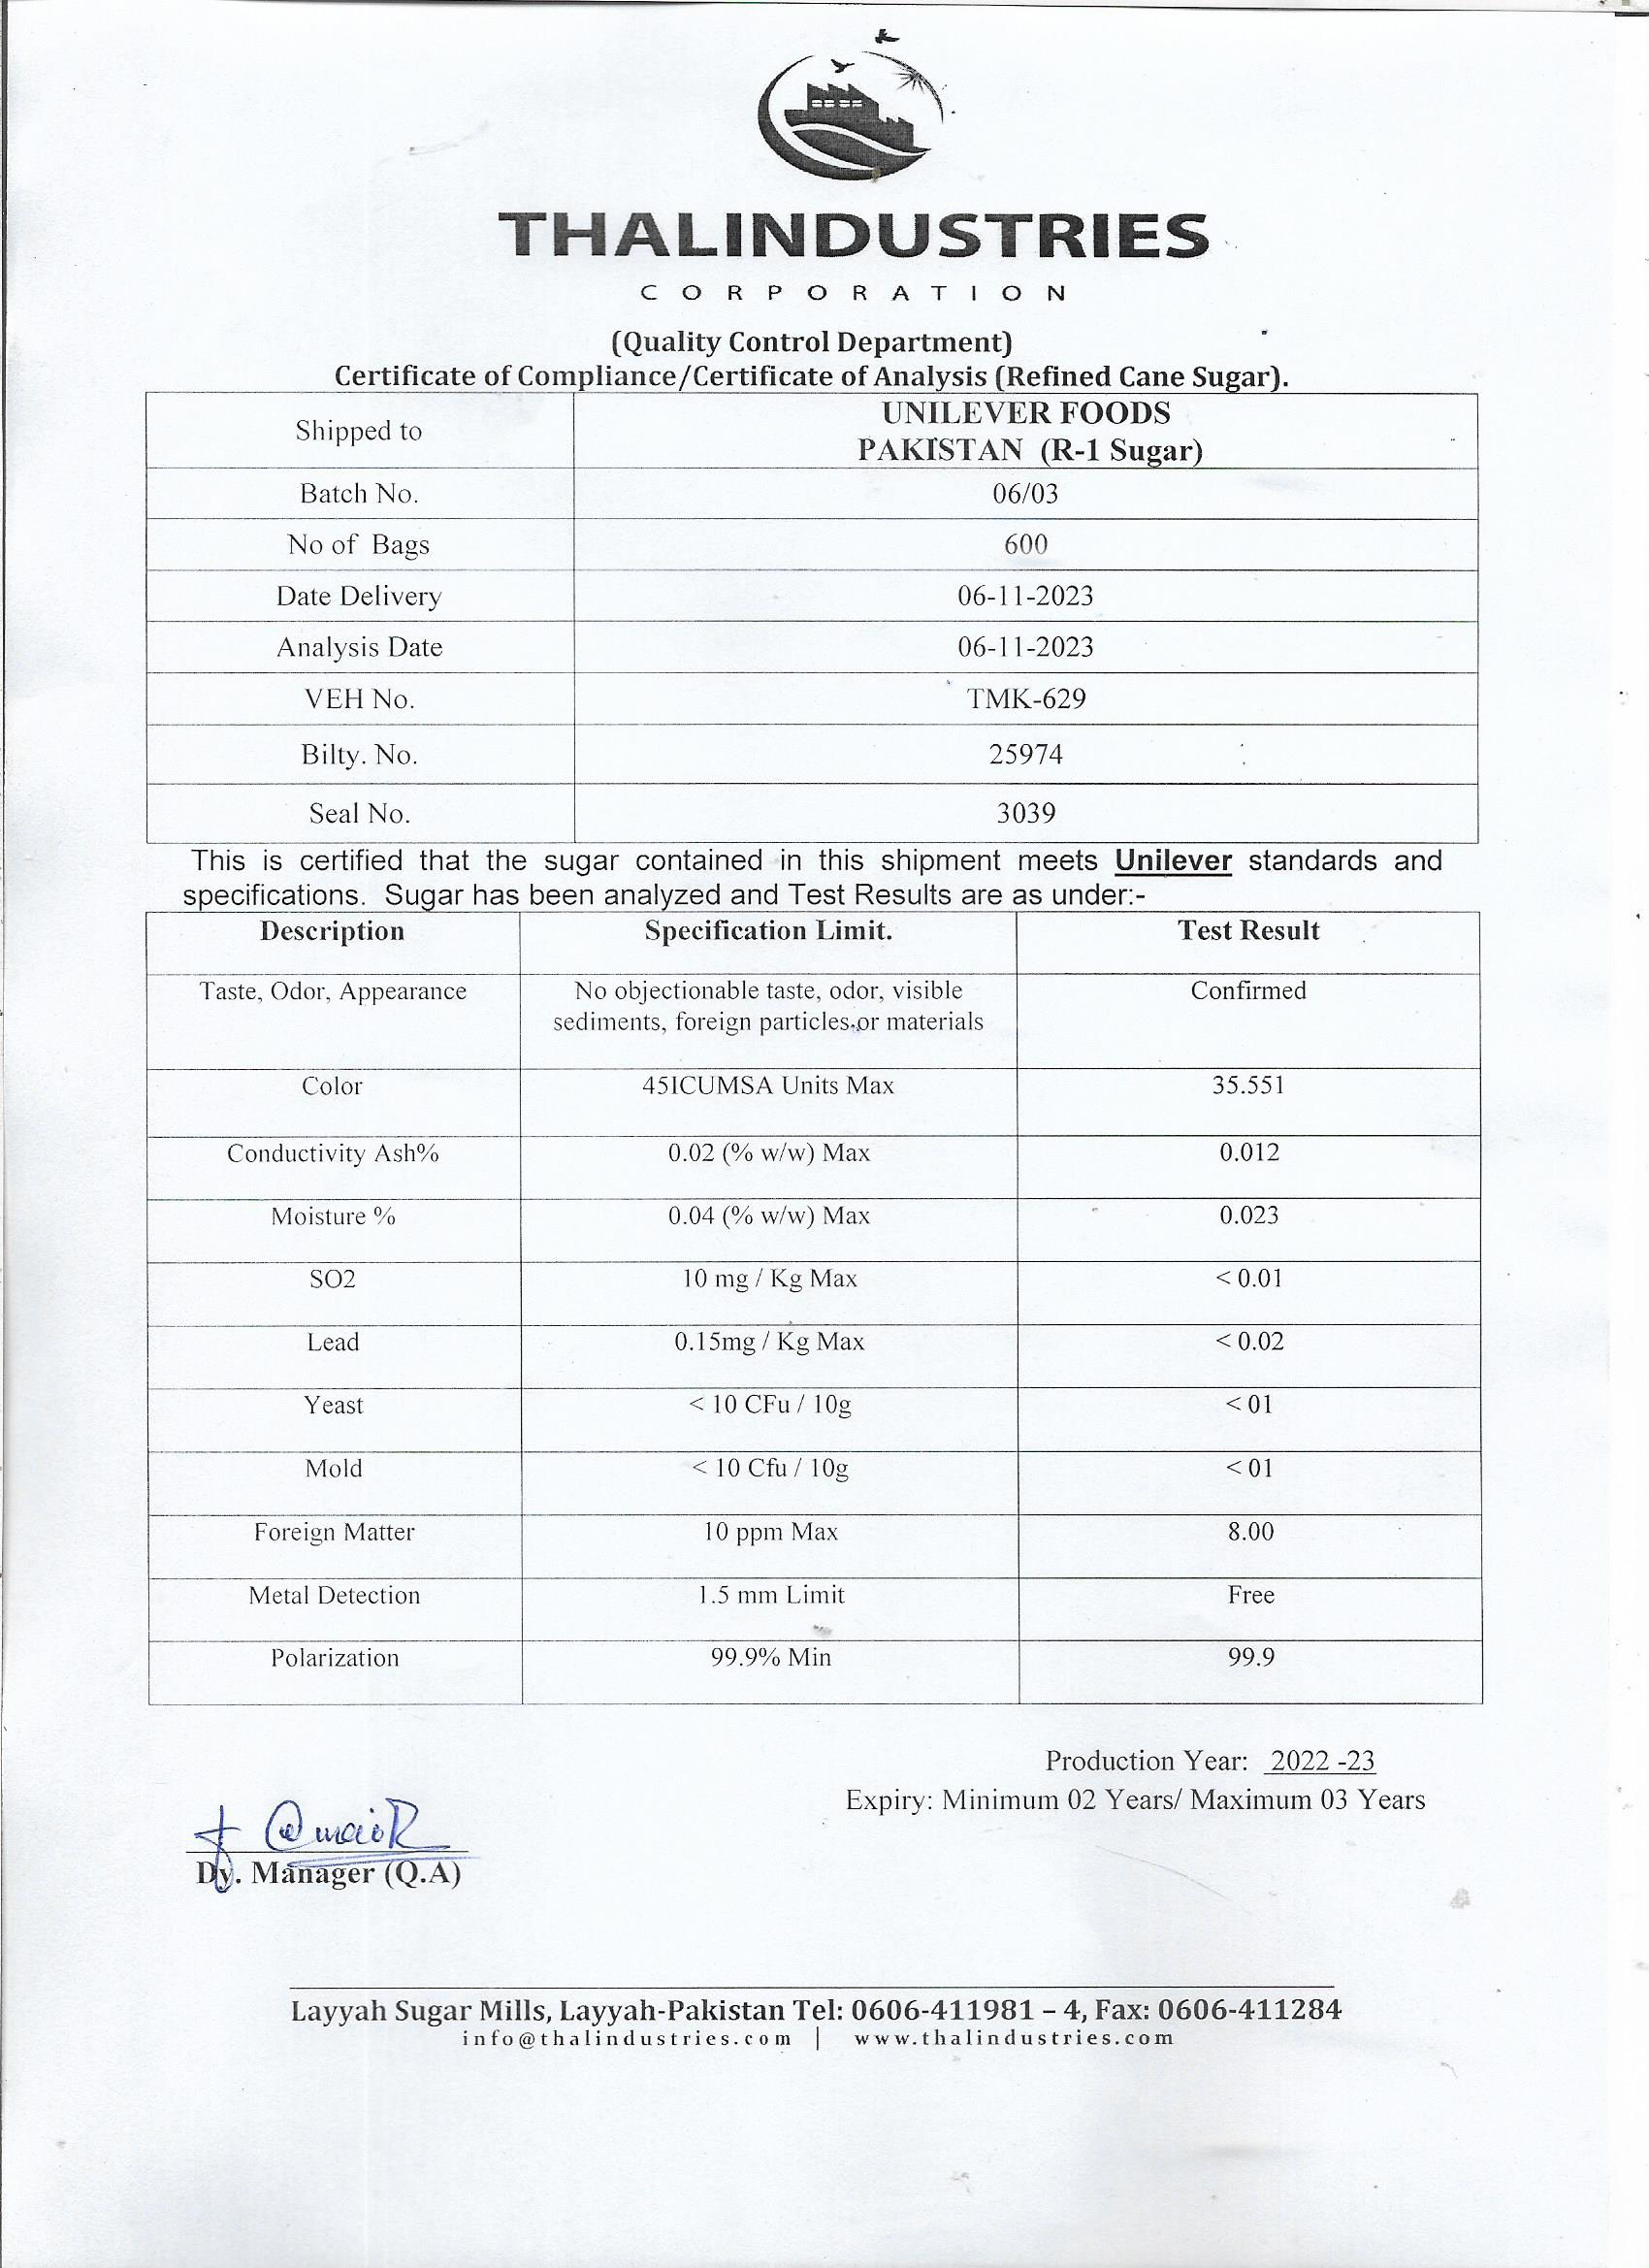 THALINDUSTRIES
CORPORATION
(Quality Control Department)
Certificate of Compliance/Certificate of Analysis (Refined Cane Sugar).
Shipped to UNILEVER FOODS
PAKISTAN (R-1 Sugar)
Batch No. 06/03
No of Bags 600
Date Delivery 06-11-2023
Analysis Date 06-11-2023
VEH No. TMK-629
Bilty. No. 25974
Seal No. 3039
This is certified that the sugar contained in this shipment meets Unilever standards and
specifications. Sugar has been analyzed and Test Results are as under:-
Description Specification Limit. Test Result
Taste, Odor, Appearance No objectionable taste, odor, visible Confirmed
sediments, foreign particles or materials
Color 45ICUMSA Units Max 35.551
Conductivity Ash% 0.02 (% w/w) Max 0.012
Moisture % 0.04 (% w/w) Max 0.023
SO2 10 mg / Kg Max < 0.01
Lead 0.15mg / Kg Max < 0.02
Yeast < 10 CFu / 10g < 01
Mold < 10 Cfu / 10g < 01
Foreign Matter 10 ppm Max 8.00
Metal Detection 1.5 mm Limit Free
Polarization 99.9% Min 99.9
Production Year: 2022 -23
Expiry: Minimum 02 Years/ Maximum 03 Years
Dy. Manager (Q.A)
Layyah Sugar Mills, Layyah-Pakistan Tel: 0606-411981 – 4, Fax: 0606-411284
info@thalindustries.com | www.thalindustries.com